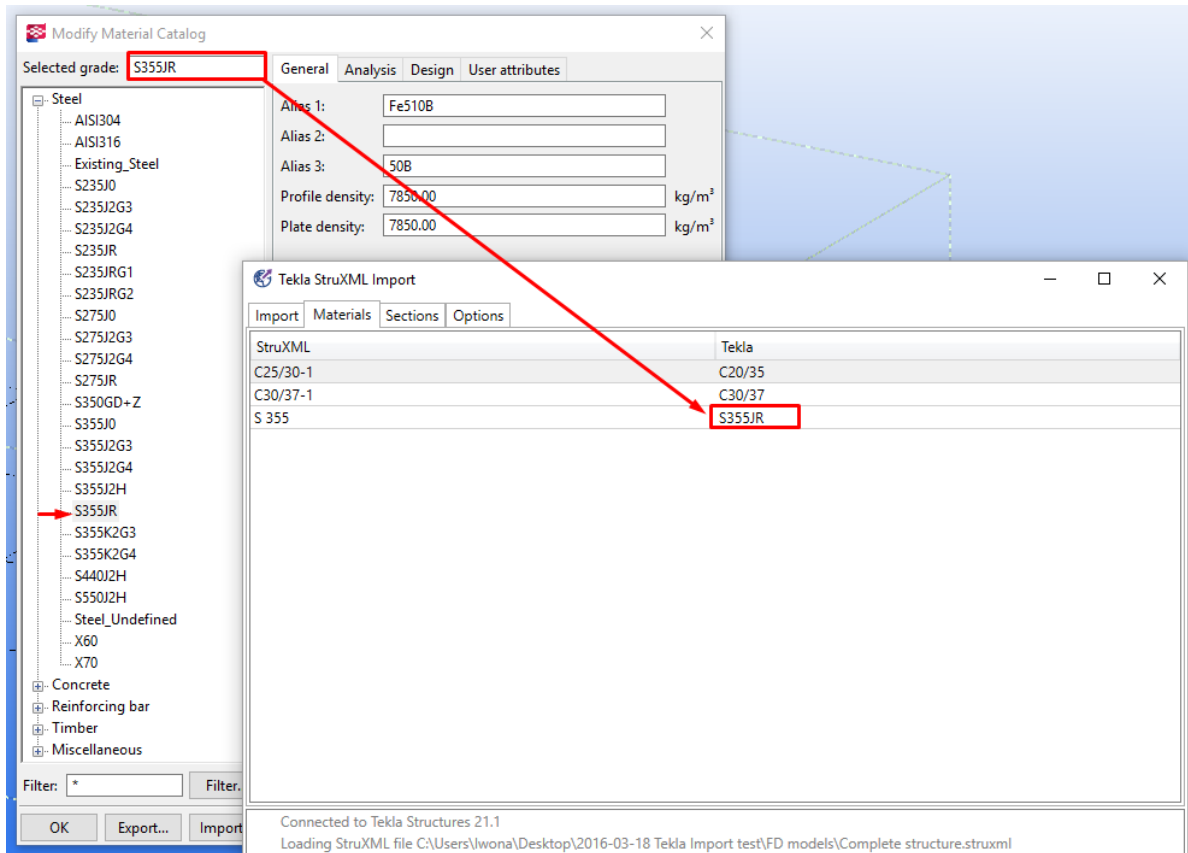 Modify Material Catalog
Selected grade: S355JR
General Analysis Design User attributes
Steel
AISI304
AISI316
Existing_Steel
S235J0
S235J2G3
S235J2G4
S235JR
S235JRG1
S235JRG2
S275J0
S275J2G3
S275J2G4
S275JR
S350GD+Z
S355J0
S355J2G3
S355J2G4
S355J2H
S355JR
S355K2G3
S355K2G4
S440J2H
S550J2H
Steel_Undefined
X60
X70
Concrete
Reinforcing bar
Timber
Miscellaneous
Alias 1: Fe510B
Alias 2:
Alias 3: 50B
Profile density: 7850.00 kg/m³
Plate density: 7850.00 kg/m³
Filter: * Filter.
OK Export... Import
Tekla StruXML Import
Import Materials Sections Options
StruXML Tekla
C25/30-1 C20/35
C30/37-1 C30/37
S 355 S355JR
Connected to Tekla Structures 21.1
Loading StruXML file C:\Users\Iwona\Desktop\2016-03-18 Tekla Import test\FD models\Complete structure.struxml